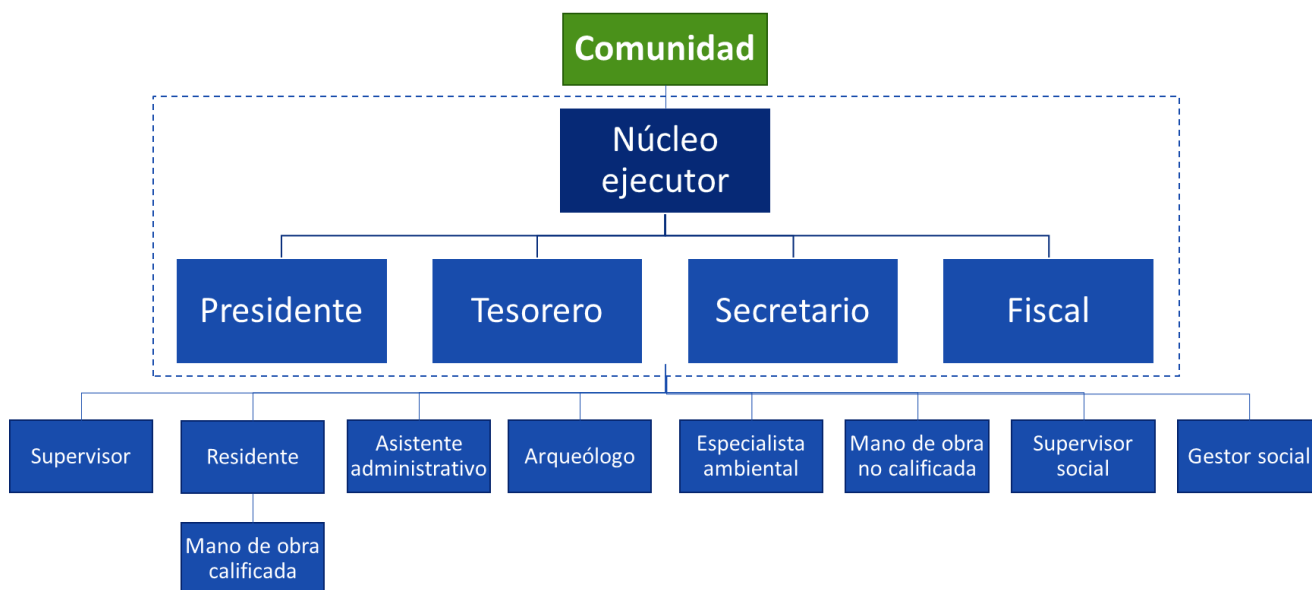 Comunidad
Núcleo
ejecutor
Presidente
Tesorero
Secretario
Fiscal
Supervisor
Residente
Asistente
administrativo
Arqueólogo
Especialista
ambiental
Mano de obra
no calificada
Supervisor
social
Gestor social
Mano de obra
calificada